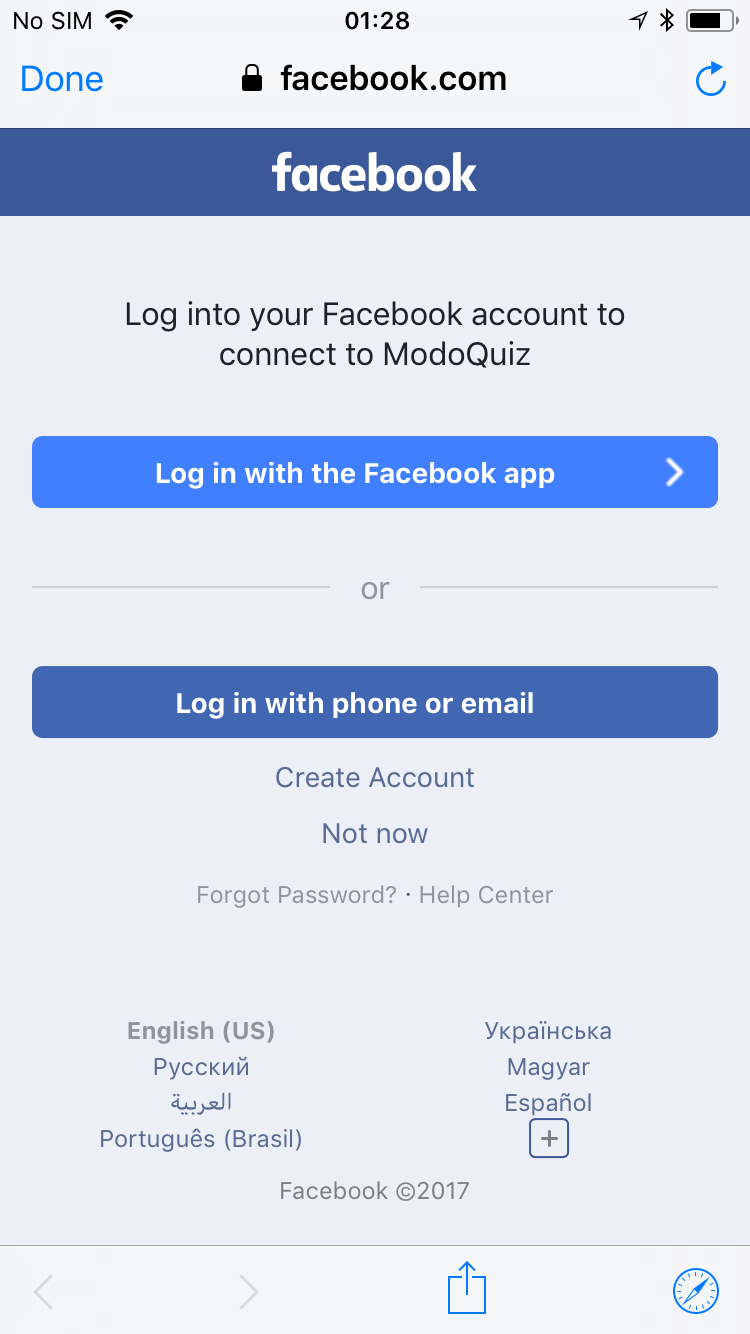 No SIM 01:28
Done facebook.com
facebook
Log into your Facebook account to
connect to ModoQuiz
Log in with the Facebook app
or
Log in with phone or email
Create Account
Not now
Forgot Password? · Help Center
English (US) Українська
Русский Magyar
العربية Español
Português (Brasil) +
Facebook ©2017